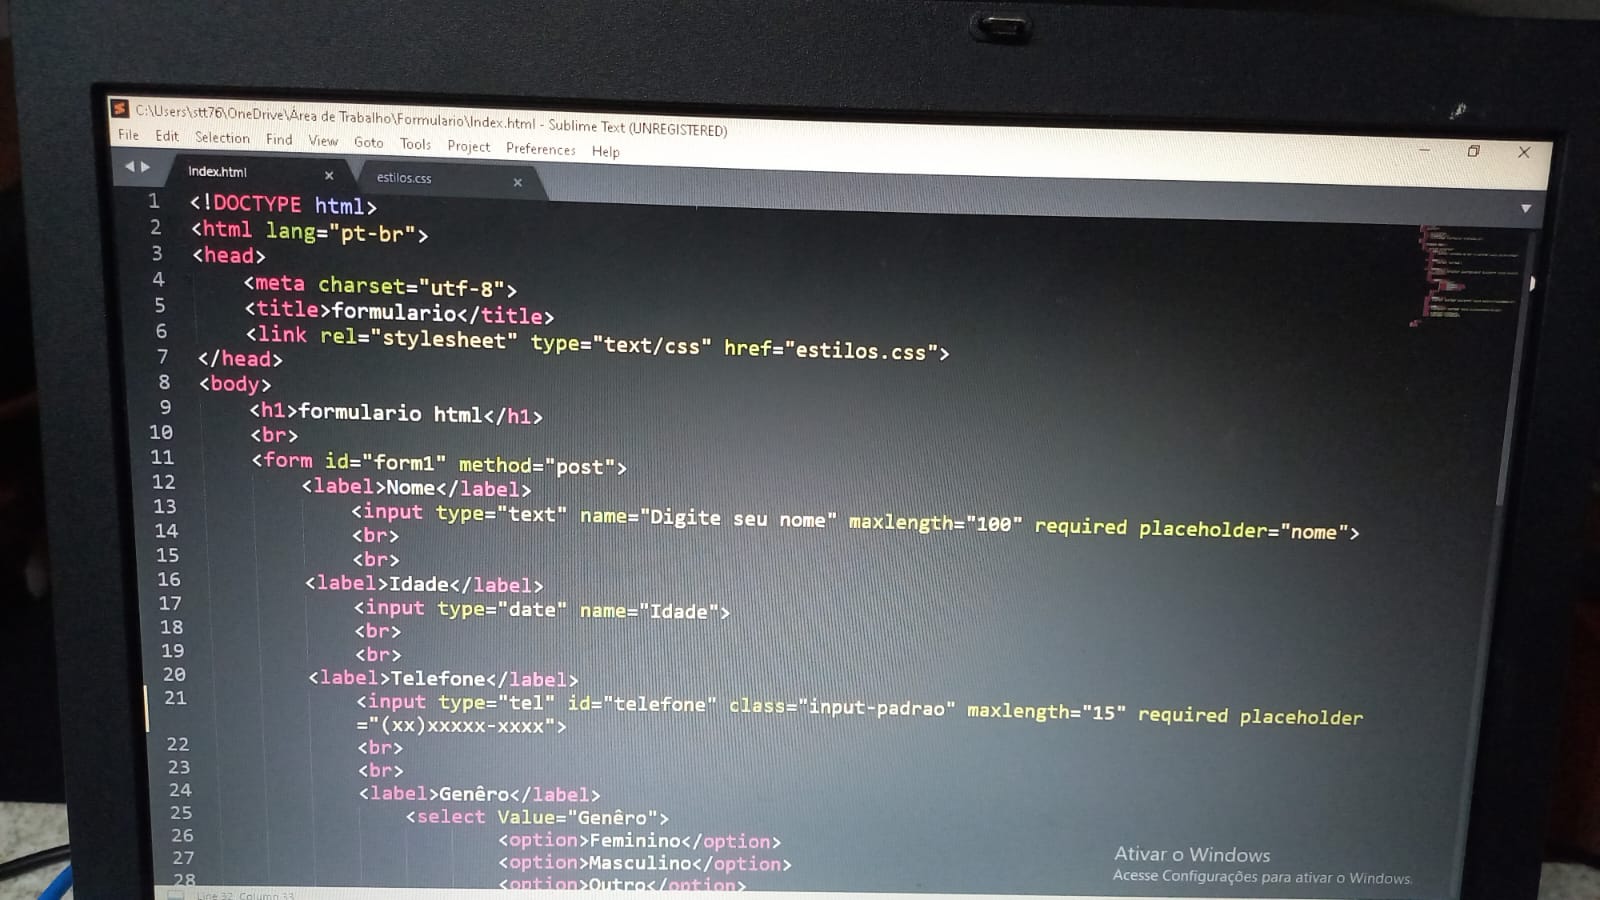 C:\Users\stt76\OneDrive\Área de Trabalho\Formulario\Index.html - Sublime Text (UNREGISTERED)
File Edit Selection Find View Goto Tools Project Preferences Help
Index.html estilos.css
1 <!DOCTYPE html>
2 <html lang="pt-br">
3 <head>
4 <meta charset="utf-8">
5 <title>formulario</title>
6 <link rel="stylesheet" type="text/css" href="estilos.css">
7 </head>
8 <body>
9 <h1>formulario html</h1>
10 <br>
11 <form id="form1" method="post">
12 <label>Nome</label>
13 <input type="text" name="Digite seu nome" maxlength="100" required placeholder="nome">
14 <br>
15 <br>
16 <label>Idade</label>
17 <input type="date" name="Idade">
18 <br>
19 <br>
20 <label>Telefone</label>
21 <input type="tel" id="telefone" class="input-padrao" maxlength="15" required placeholder
="(xx)xxxxx-xxxx">
22 <br>
23 <br>
24 <label>Genêro</label>
25 <select Value="Genêro">
26 <option>Feminino</option>
27 <option>Masculino</option>
28 <option>Outro</option>
Ativar o Windows
Acesse Configurações para ativar o Windows.
Line 32, Column 33